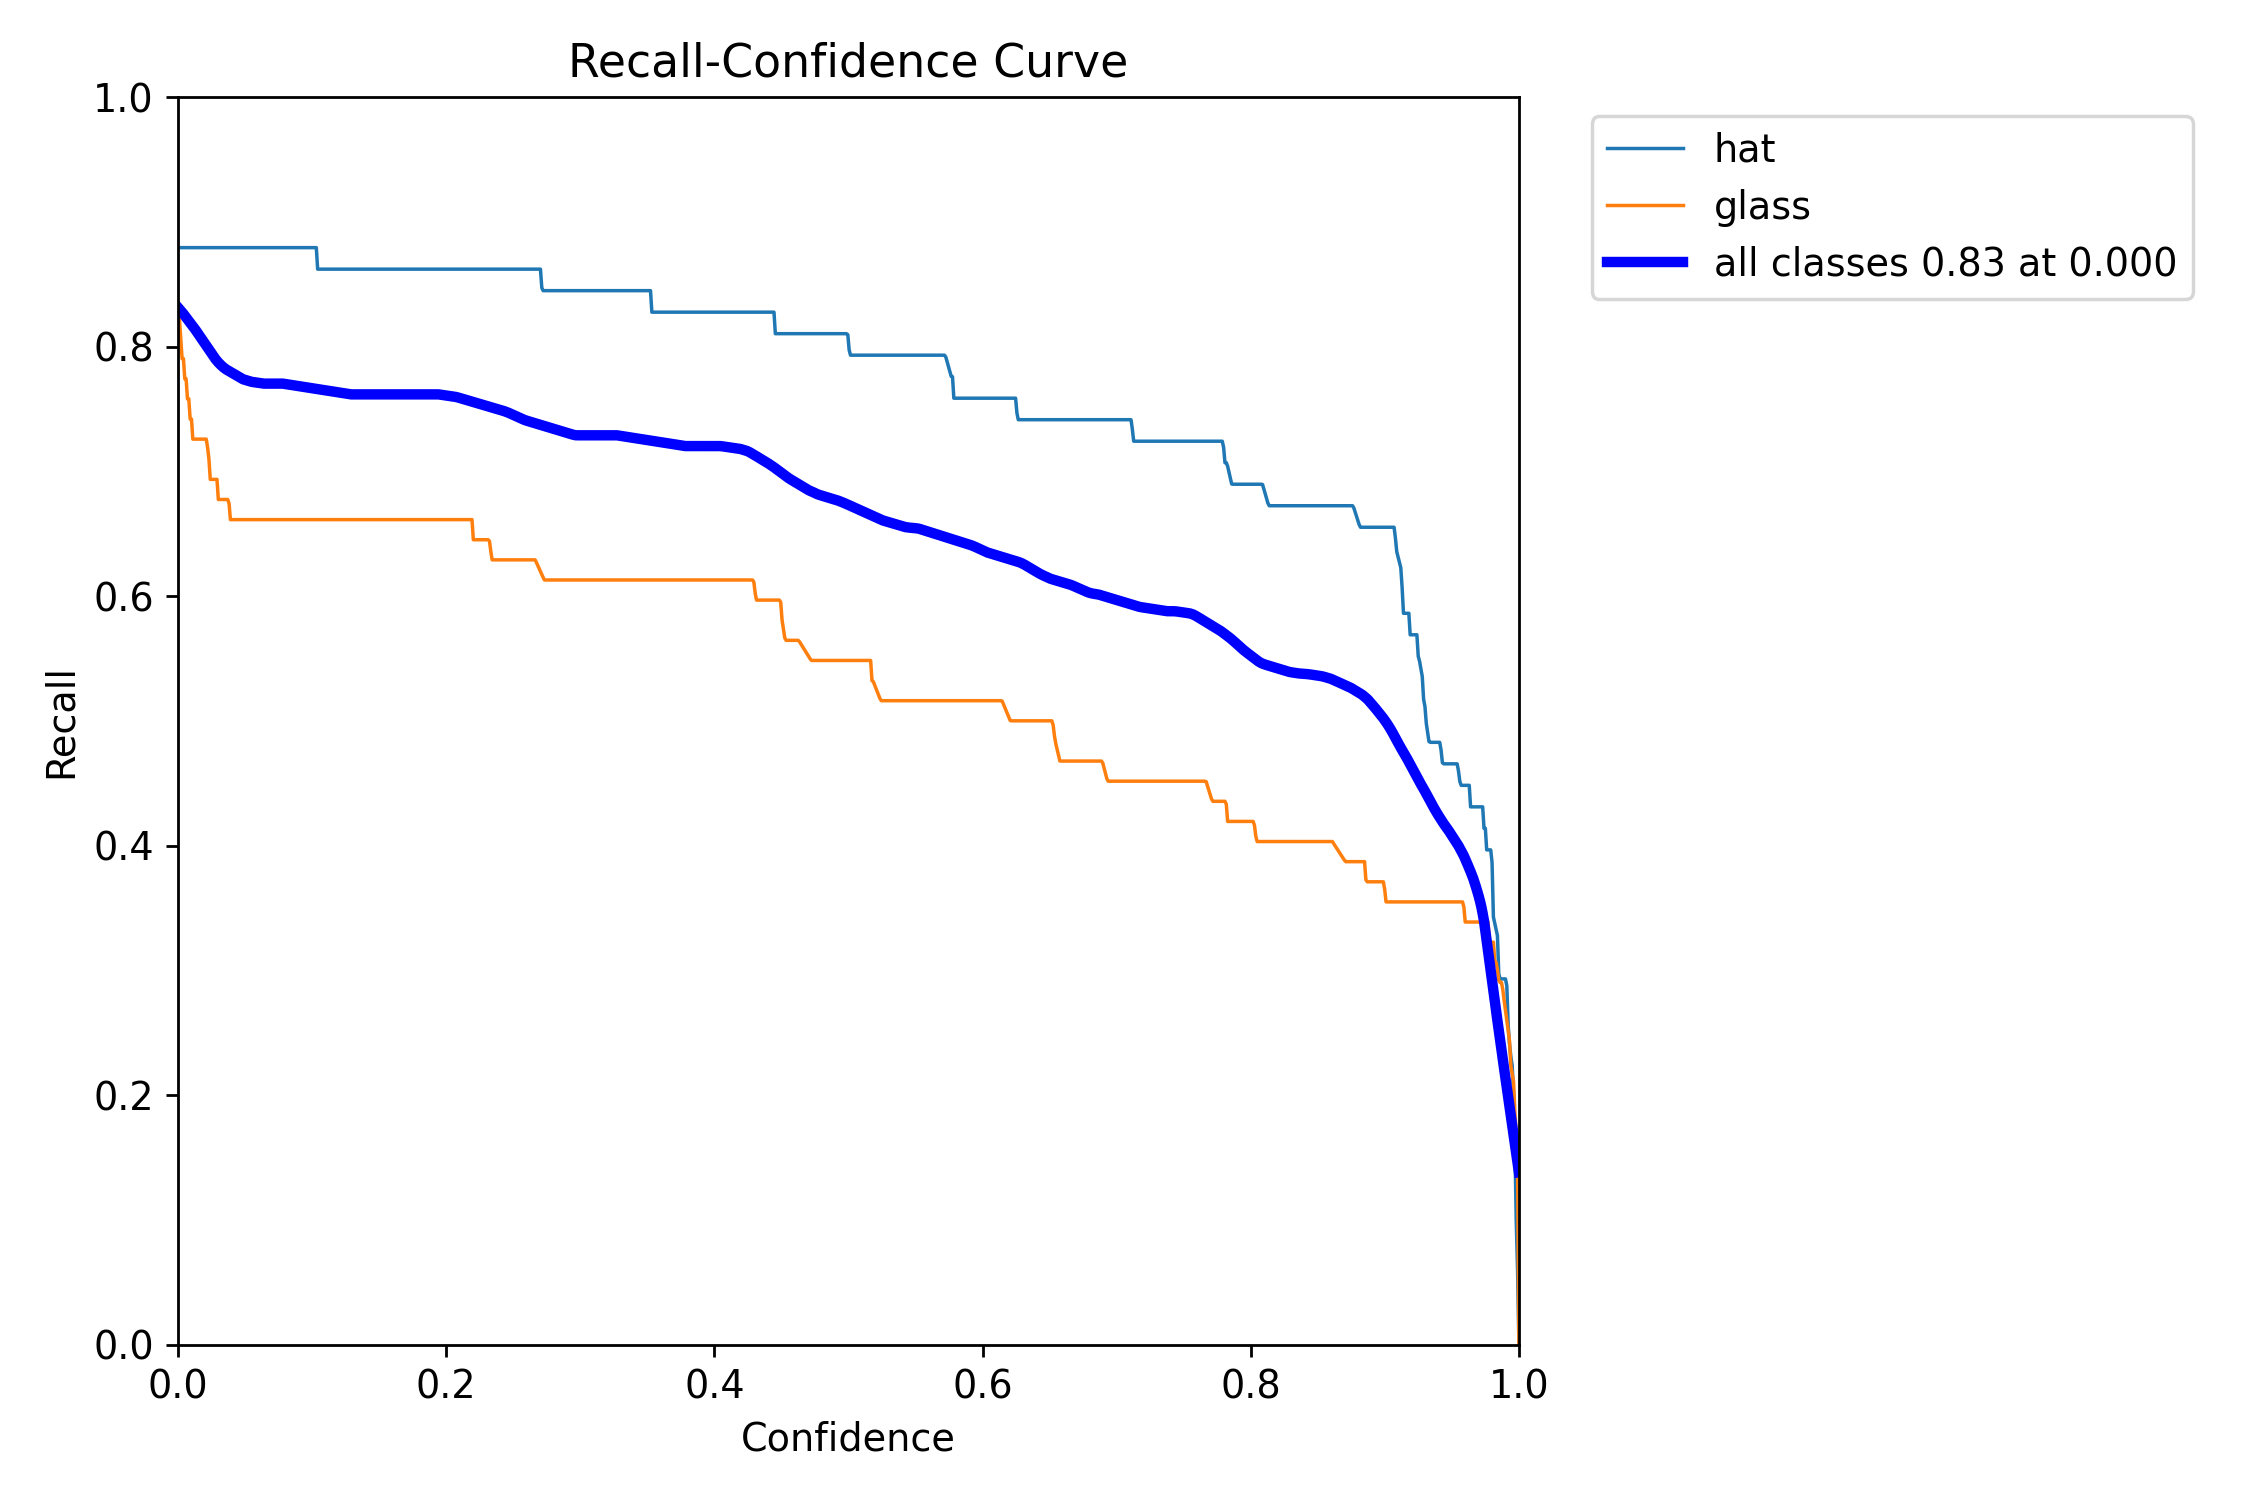 Recall-Confidence Curve
1.0
0.8
0.6
0.4
0.2
0.0
Recall
0.0 0.2 0.4 0.6 0.8 1.0
Confidence
hat
glass
all classes 0.83 at 0.000